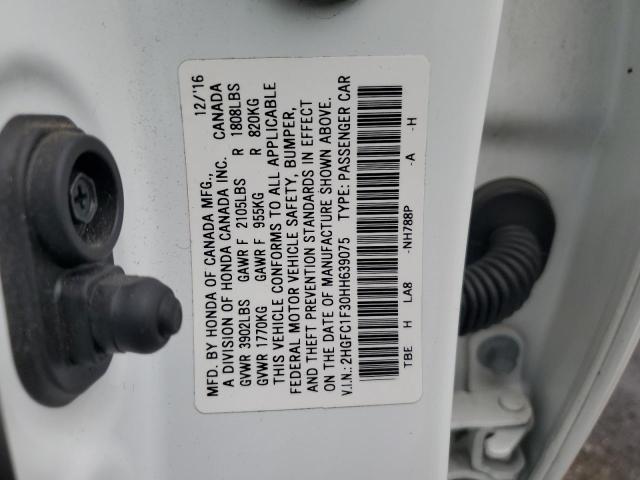 MFD. BY HONDA OF CANADA MFG., 12/'16
A DIVISION OF HONDA CANADA INC. CANADA
GVWR 3902LBS GAWR F 2105LBS R 1808LBS
GVWR 1770KG GAWR F 955KG R 820KG
THIS VEHICLE CONFORMS TO ALL APPLICABLE
FEDERAL MOTOR VEHICLE SAFETY, BUMPER,
AND THEFT PREVENTION STANDARDS IN EFFECT
ON THE DATE OF MANUFACTURE SHOWN ABOVE.
V.I.N.: 2HGFC1F30HH639075 TYPE: PASSENGER CAR
TBE H LA8 -NH788P -A -H